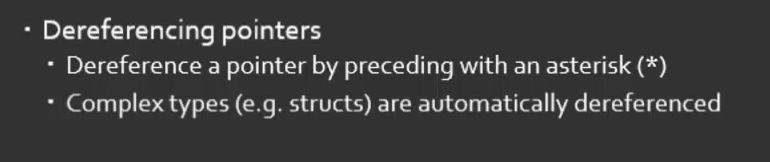 · Dereferencing pointers
· Dereference a pointer by preceding with an asterisk (*)
· Complex types (e.g. structs) are automatically dereferenced